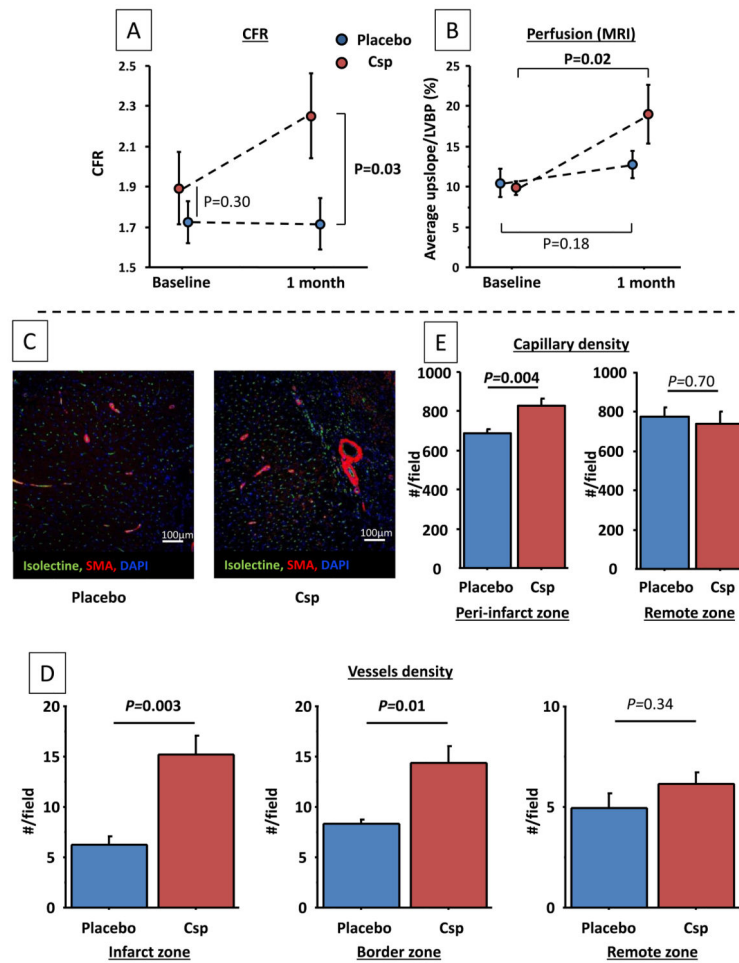 A
CFR
Placebo
Csp
2.5
2.3
2.1
1.9
1.7
1.5
CFR
P=0.30
P=0.03
Baseline
1 month
B
Perfusion (MRI)
P=0.02
25
20
15
10
5
0
Average upslope/LVBP (%)
P=0.18
Baseline
1 month
C
100μm
Isolectine, SMA, DAPI
Placebo
100μm
Isolectine, SMA, DAPI
Csp
E
Capillary density
1000
800
600
400
200
0
#/field
P=0.004
Placebo
Csp
Peri-infarct zone
1000
800
600
400
200
0
#/field
P=0.70
Placebo
Csp
Remote zone
D
Vessels density
20
15
10
5
0
#/field
P=0.003
Placebo
Csp
Infarct zone
20
15
10
5
0
#/field
P=0.01
Placebo
Csp
Border zone
10
5
0
#/field
P=0.34
Placebo
Csp
Remote zone